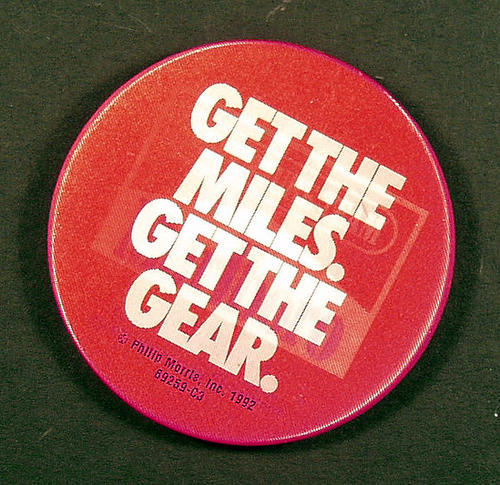 GET THE
MILES.
GET THE
GEAR.
© Philip Morris, Inc. 1992
69259-C3